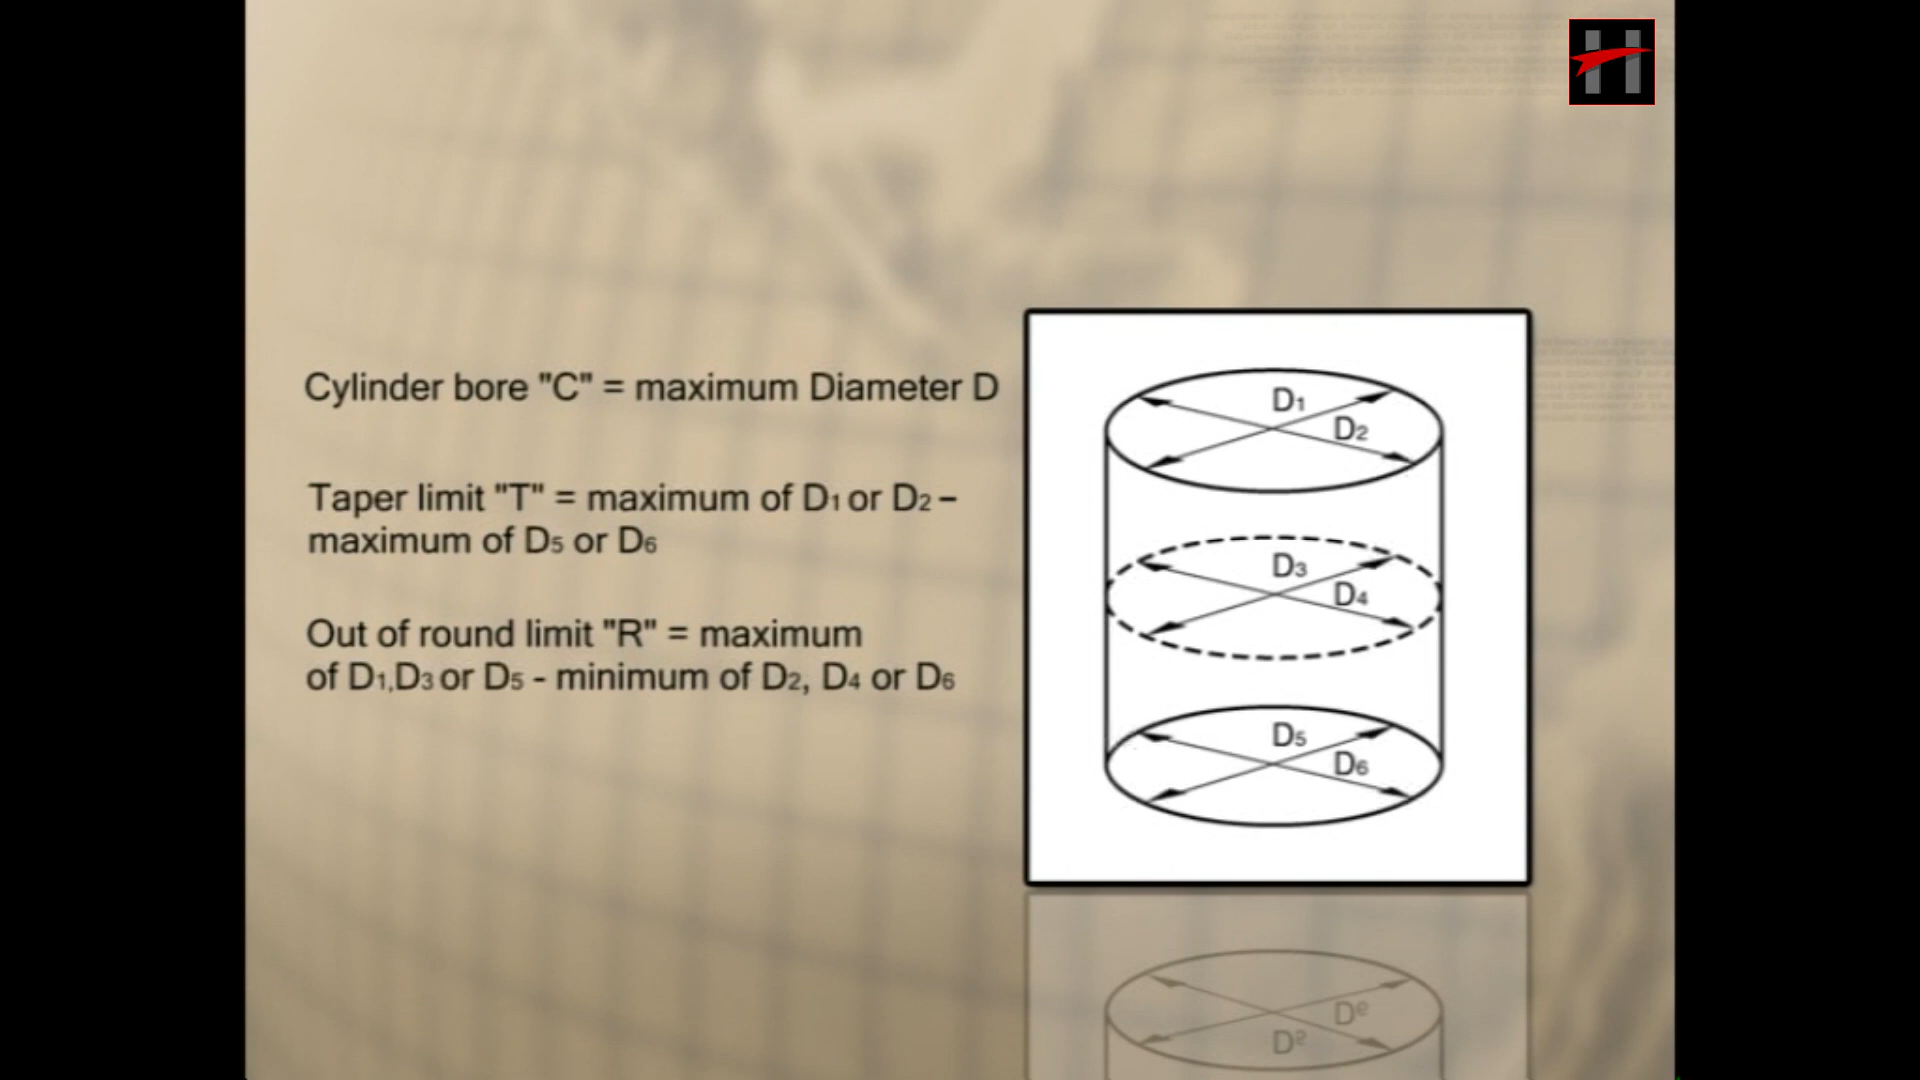 Cylinder bore "C" = maximum Diameter D
Taper limit "T" = maximum of D1 or D2 –
maximum of D5 or D6
Out of round limit "R" = maximum
of D1,D3 or D5 - minimum of D2, D4 or D6
D1
D2
D3
D4
D5
D6